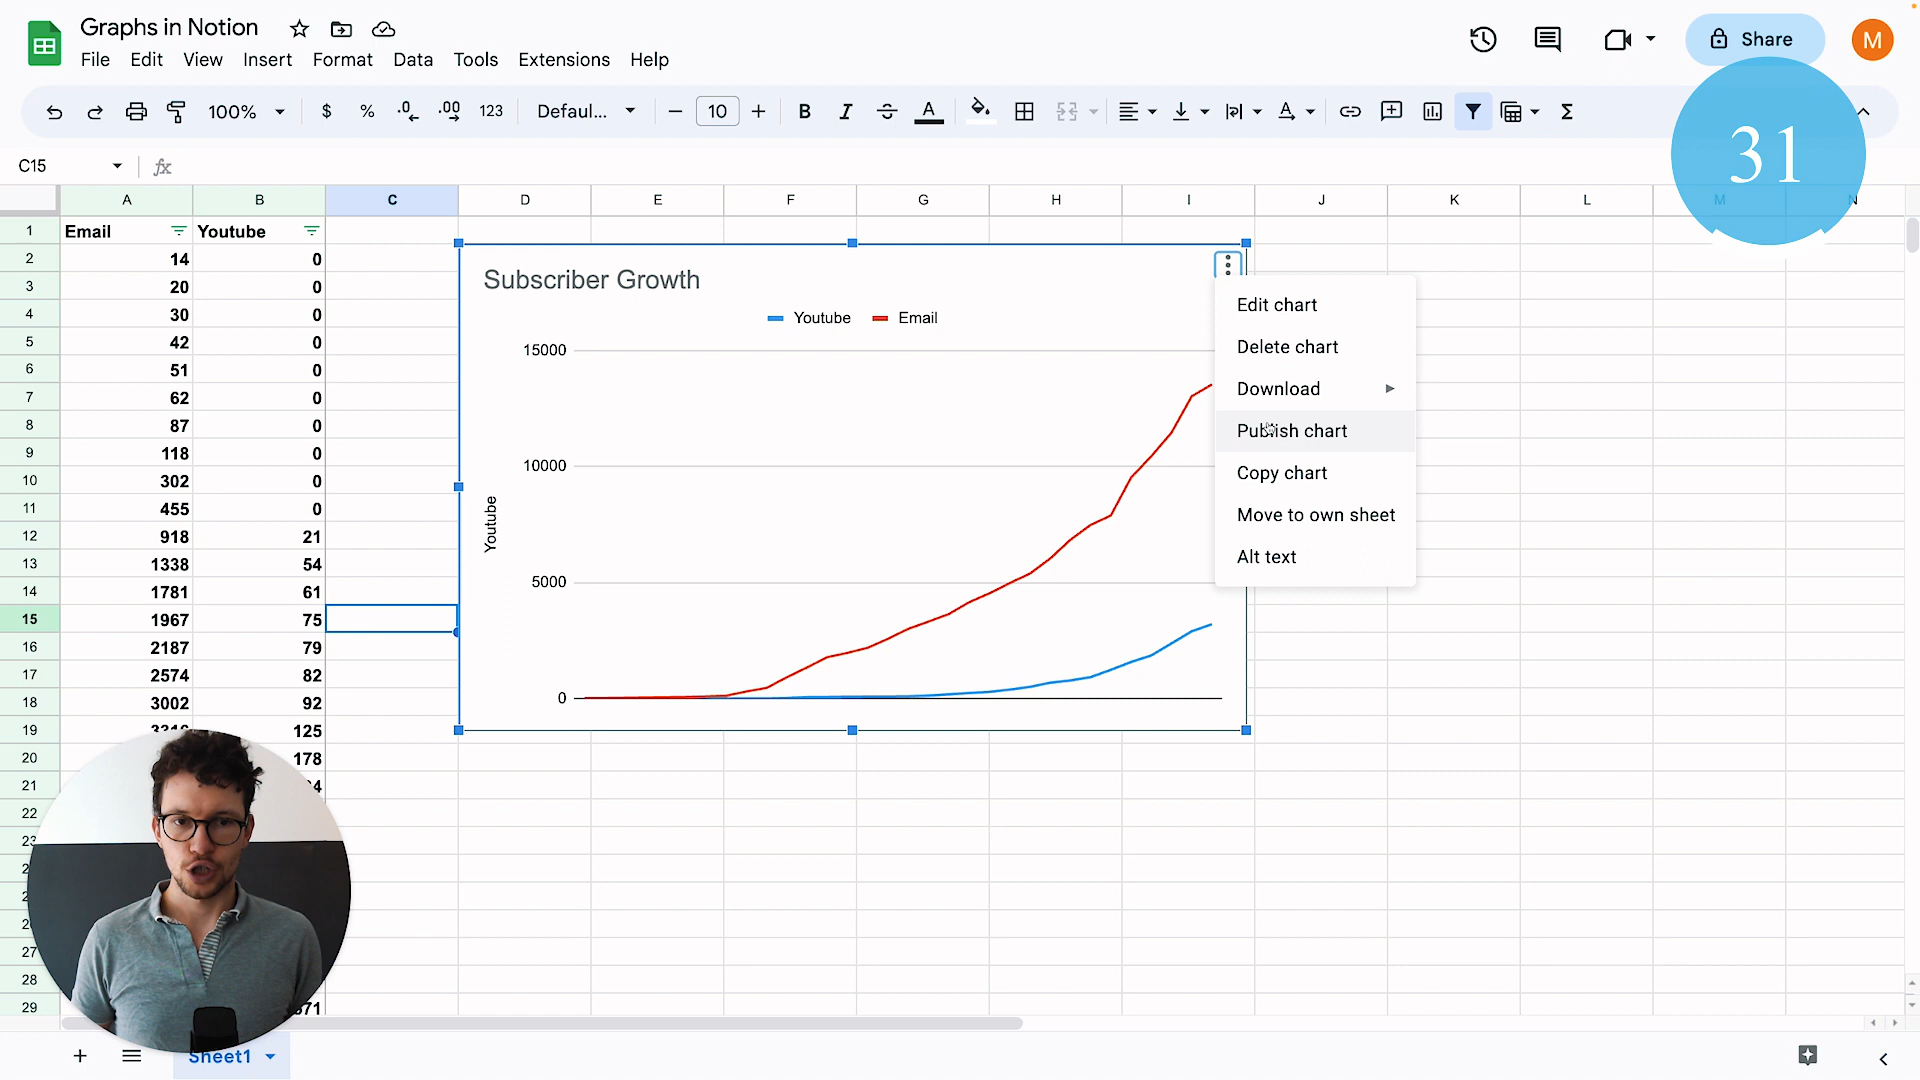 Graphs in Notion
File Edit View Insert Format Data Tools Extensions Help
Share
M
31
100% $ % .0 .00 123 Defaul... 10 B I A
C15 fx
A B C D E F G H I J K L M N
1 Email Youtube
2 14 0
3 20 0
4 30 0
5 42 0
6 51 0
7 62 0
8 87 0
9 118 0
10 302 0
11 455 0
12 918 21
13 1338 54
14 1781 61
15 1967 75
16 2187 79
17 2574 82
18 3002 92
19 125
20 178
21
22
27
28
29
Subscriber Growth
Youtube Email
15000
10000
5000
0
Youtube
Edit chart
Delete chart
Download
Publish chart
Copy chart
Move to own sheet
Alt text
Sheet1